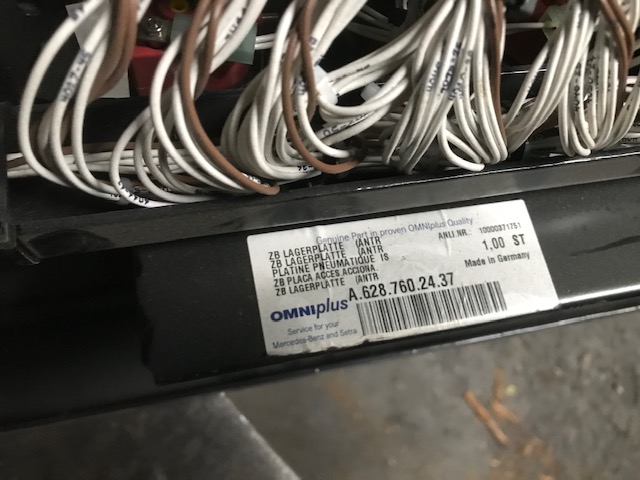 Genuine Part in proven OMNIplus Quality
ZB LAGERPLATTE (ANTR
ZB LAGERPLATTE (ANTR
PLATINE PNEUMATIQUE IS
ZB PLACA ACCES.ACCIONA.
ZB LAGERPLATTE (ANTR
ANLI.NR.: 10000371751
1.00 ST
Made in Germany
A.628.760.24.37
OMNIplus
Service for your
Mercedes-Benz and Setra